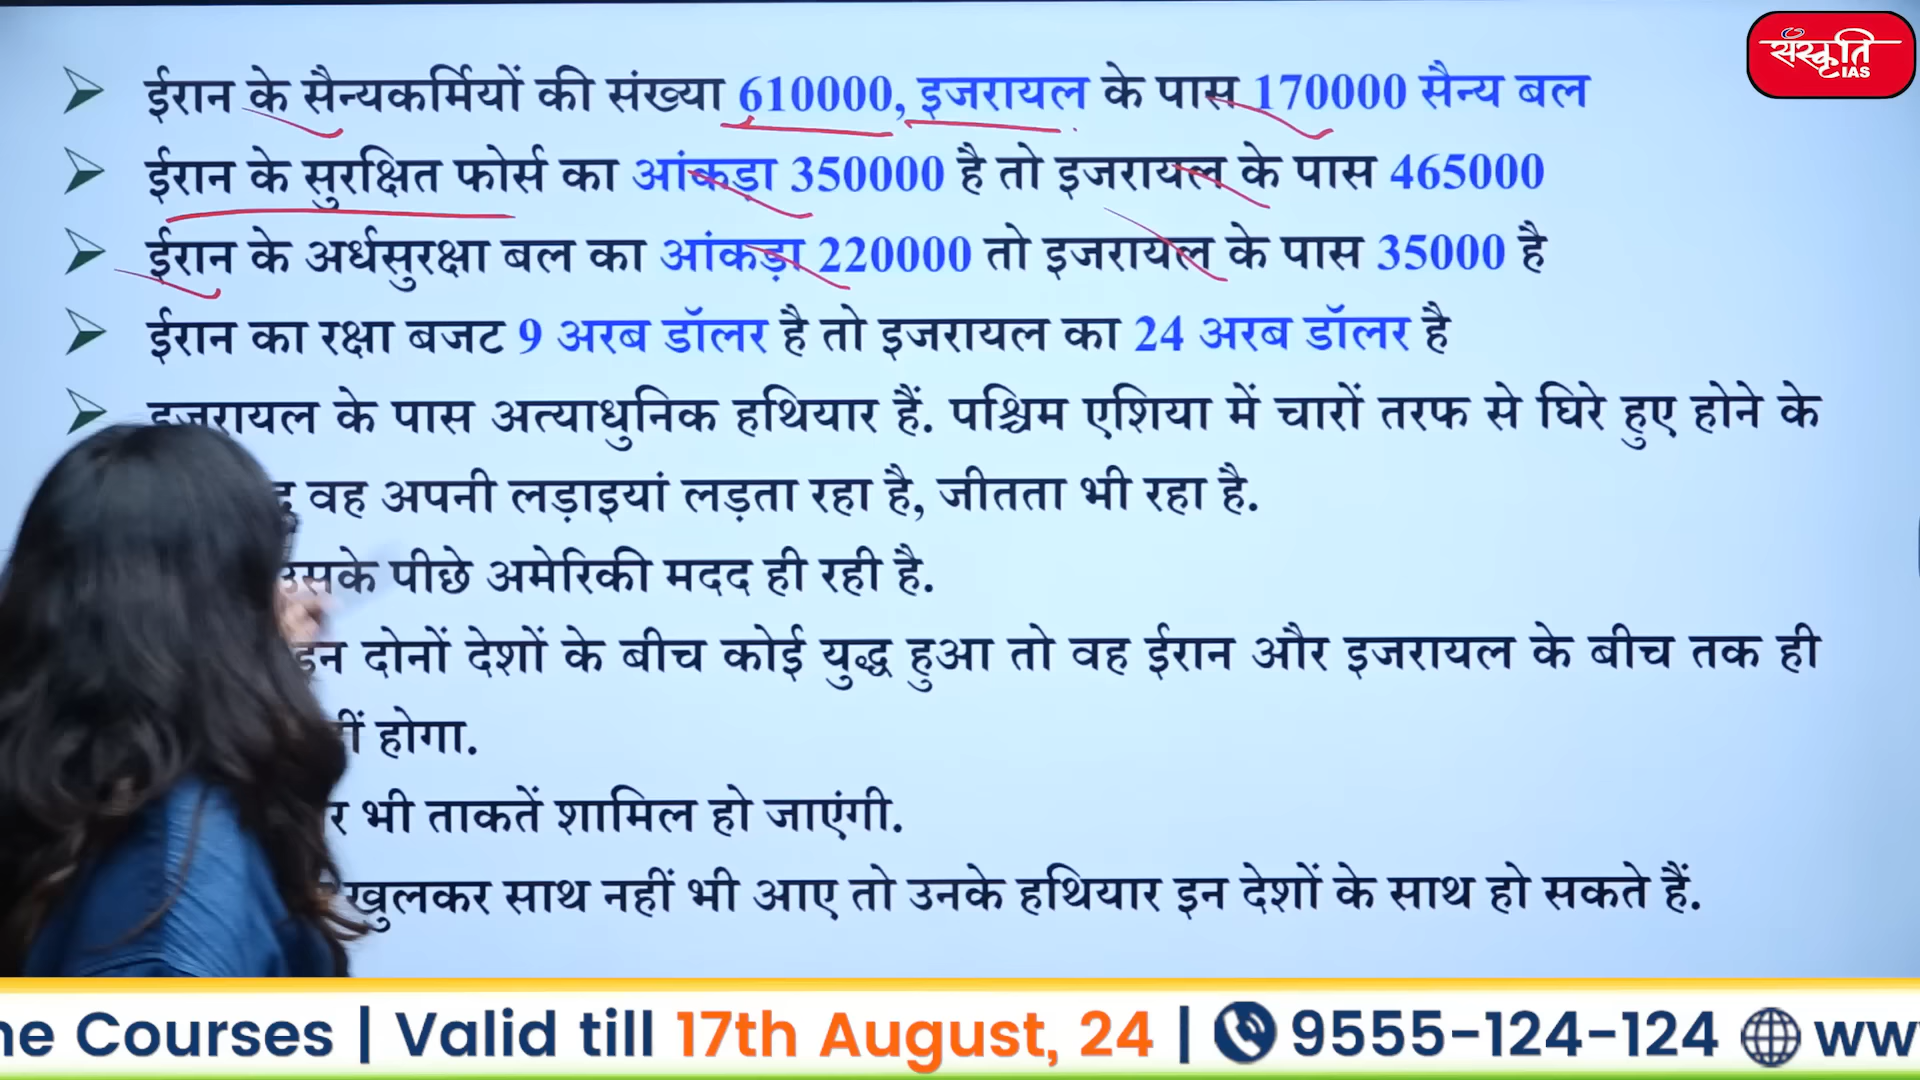 संस्कृति
IAS
ईरान के सैन्यकर्मियों की संख्या 610000, इजरायल के पास 170000 सैन्य बल
ईरान के सुरक्षित फोर्स का आंकड़ा 350000 है तो इजरायल के पास 465000
ईरान के अर्धसुरक्षा बल का आंकड़ा 220000 तो इजरायल के पास 35000 है
ईरान का रक्षा बजट 9 अरब डॉलर है तो इजरायल का 24 अरब डॉलर है
इजरायल के पास अत्याधुनिक हथियार हैं. पश्चिम एशिया में चारों तरफ से घिरे हुए होने के
वह अपनी लड़ाइयां लड़ता रहा है, जीतता भी रहा है.
उसके पीछे अमेरिकी मदद ही रही है.
इन दोनों देशों के बीच कोई युद्ध हुआ तो वह ईरान और इजरायल के बीच तक ही
होगा.
भी ताकतें शामिल हो जाएंगी.
खुलकर साथ नहीं भी आए तो उनके हथियार इन देशों के साथ हो सकते हैं.
Courses | Valid till 17th August, 24 | 9555-124-124